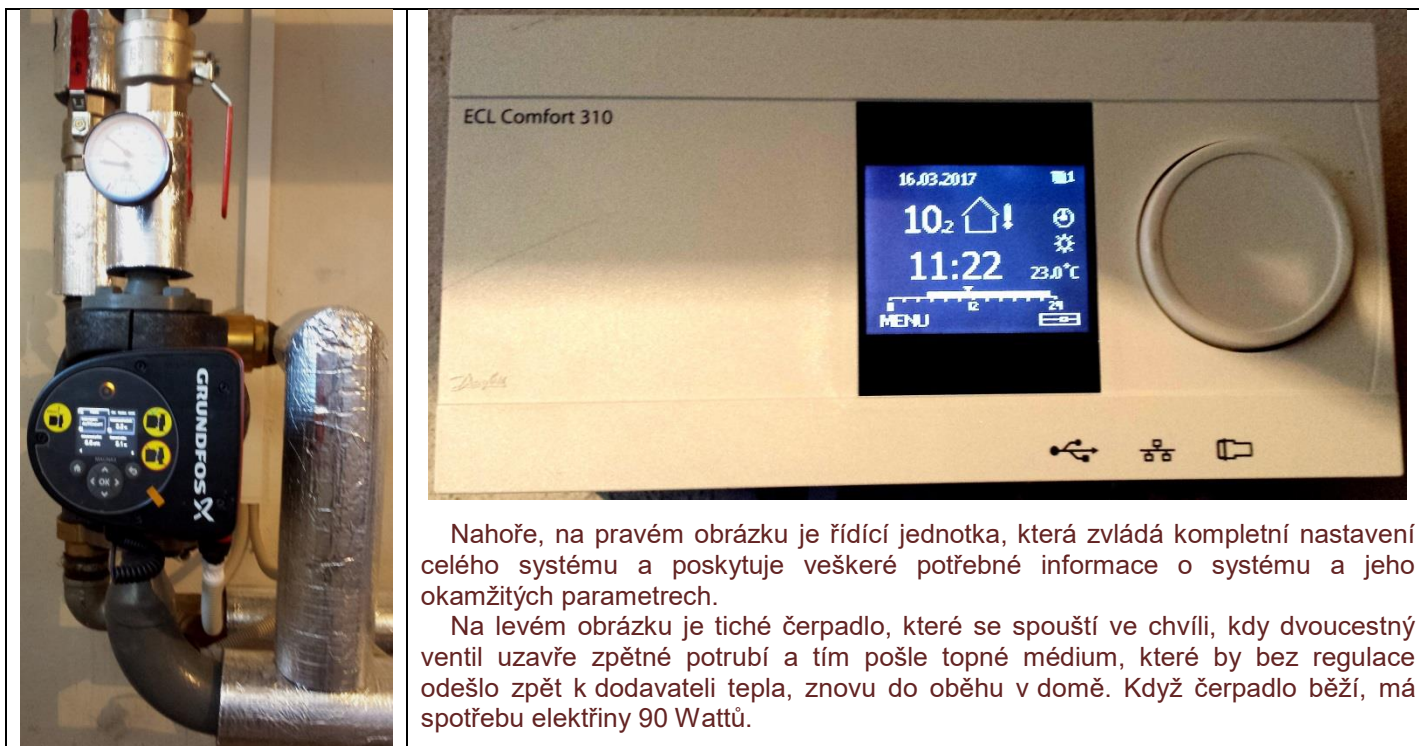 GRUNDFOS
OK
ECL Comfort 310
16.03.2017
1
10.2
11:22
23.0°C
12
24
MENU
Danfoss
Nahoře, na pravém obrázku je řídící jednotka, která zvládá kompletní nastavení
celého systému a poskytuje veškeré potřebné informace o systému a jeho
okamžitých parametrech.
Na levém obrázku je tiché čerpadlo, které se spouští ve chvíli, kdy dvoucestný
ventil uzavře zpětné potrubí a tím pošle topné médium, které by bez regulace
odešlo zpět k dodavateli tepla, znovu do oběhu v domě. Když čerpadlo běží, má
spotřebu elektřiny 90 Wattů.